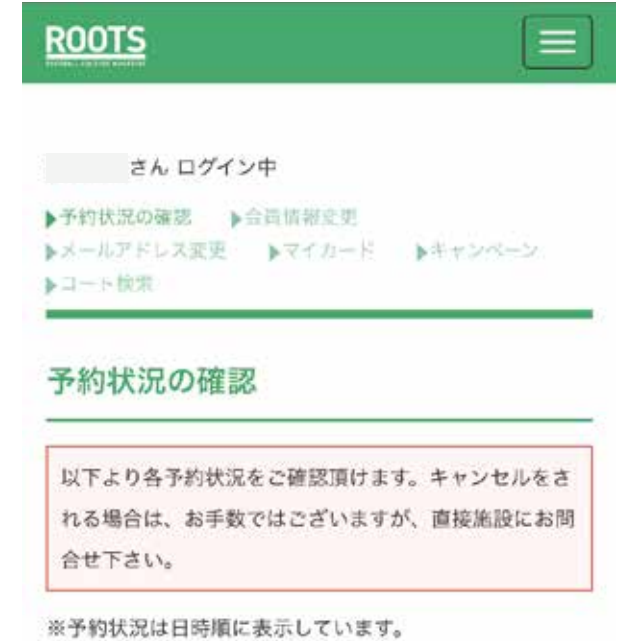 ROOTS
さん ログイン中
▶予約状況の確認 ▶会員情報変更
▶メールアドレス変更 ▶マイカード ▶キャンペーン
▶コート検索
予約状況の確認
以下より各予約状況をご確認頂けます。キャンセルをさ
れる場合は、お手数ではございますが、直接施設にお問
合せ下さい。
※予約状況は日時順に表示しています。